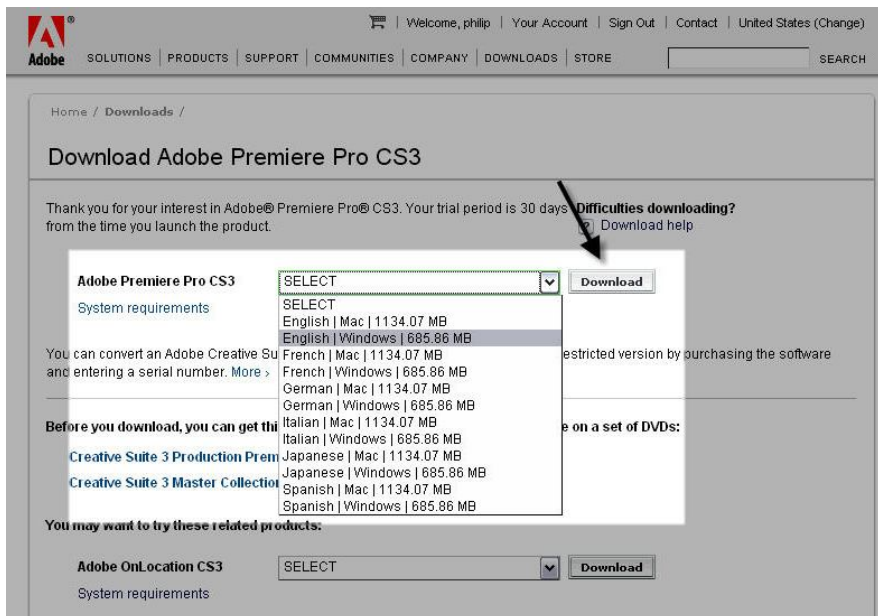 Welcome, philip | Your Account | Sign Out | Contact | United States (Change)
Adobe SOLUTIONS | PRODUCTS | SUPPORT | COMMUNITIES | COMPANY | DOWNLOADS | STORE SEARCH
Home / Downloads /
Download Adobe Premiere Pro CS3
Thank you for your interest in Adobe® Premiere Pro® CS3. Your trial period is 30 days
from the time you launch the product.
Difficulties downloading?
? Download help
Adobe Premiere Pro CS3 SELECT Download
System requirements
SELECT
English | Mac | 1134.07 MB
English | Windows | 685.86 MB
French | Mac | 1134.07 MB
French | Windows | 685.86 MB
German | Mac | 1134.07 MB
German | Windows | 685.86 MB
Italian | Mac | 1134.07 MB
Italian | Windows | 685.86 MB
Japanese | Mac | 1134.07 MB
Japanese | Windows | 685.86 MB
Spanish | Mac | 1134.07 MB
Spanish | Windows | 685.86 MB
You can convert an Adobe Creative Su estricted version by purchasing the software
and entering a serial number. More ›
Before you download, you can get thi e on a set of DVDs:
Creative Suite 3 Production Prem
Creative Suite 3 Master Collection
You may want to try these related products:
Adobe OnLocation CS3 SELECT Download
System requirements